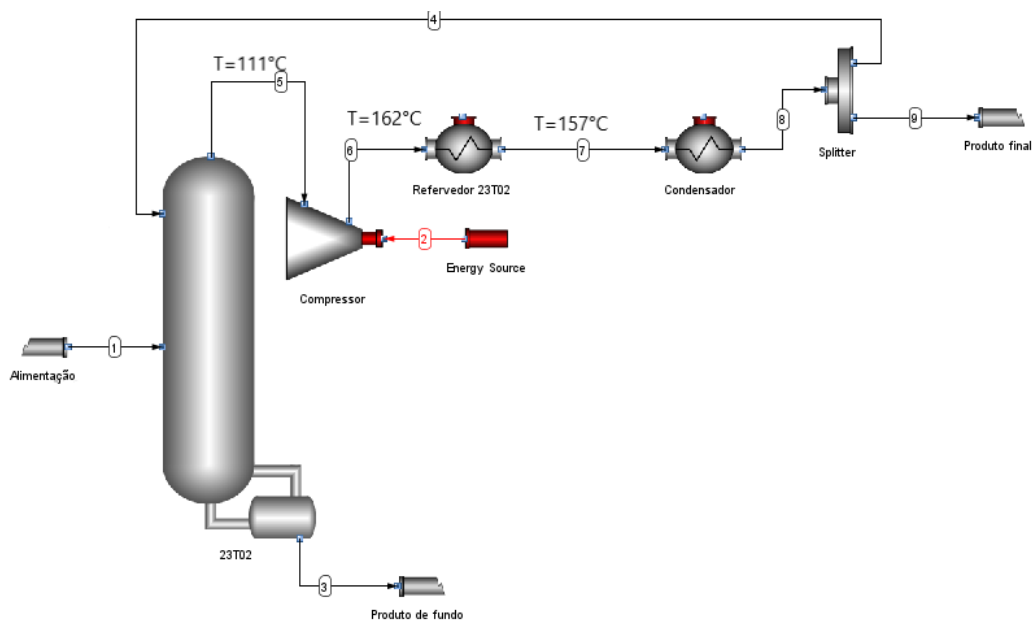 4
T=111°C
5
T=162°C
6
T=157°C
7
8
9
Refervedor 23T02
Condensador
Splitter
Produto final
2
Energy Source
Compressor
1
Alimentação
23T02
3
Produto de fundo